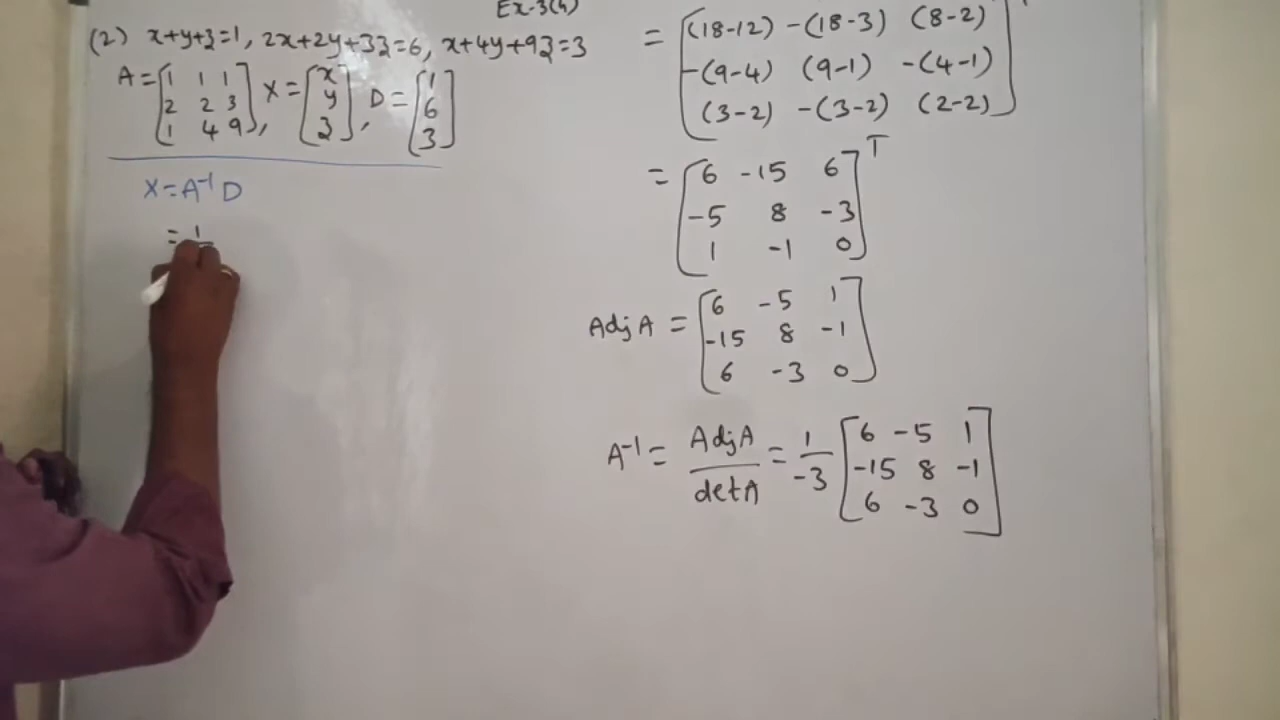 Ex-3(h)
(2) x+y+z=1, 2x+2y+3z=6, x+4y+9z=3
A = [1 1 1
2 2 3
1 4 9], X = [x
y
z], D = [1
6
3]
X = A⁻¹ D
= 1
= [(18-12) -(18-3) (8-2)
-(9-4) (9-1) -(4-1)
(3-2) -(3-2) (2-2)]
= [6 -15 6
-5 8 -3
1 -1 0]ᵀ
Adj A = [6 -5 1
-15 8 -1
6 -3 0]
A⁻¹ = AdjA / detA = 1/-3 [6 -5 1
-15 8 -1
6 -3 0]